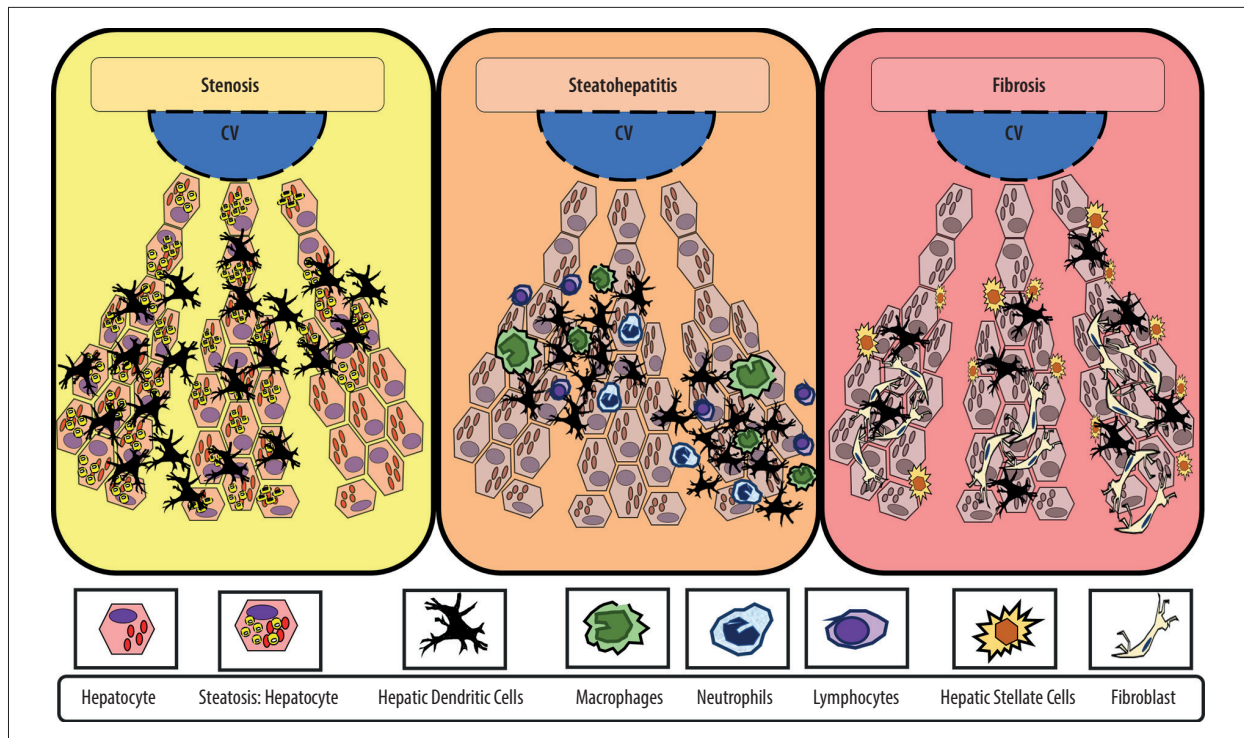 Stenosis
Steatohepatitis
Fibrosis
CV
CV
CV
Hepatocyte
Steatosis: Hepatocyte
Hepatic Dendritic Cells
Macrophages
Neutrophils
Lymphocytes
Hepatic Stellate Cells
Fibroblast